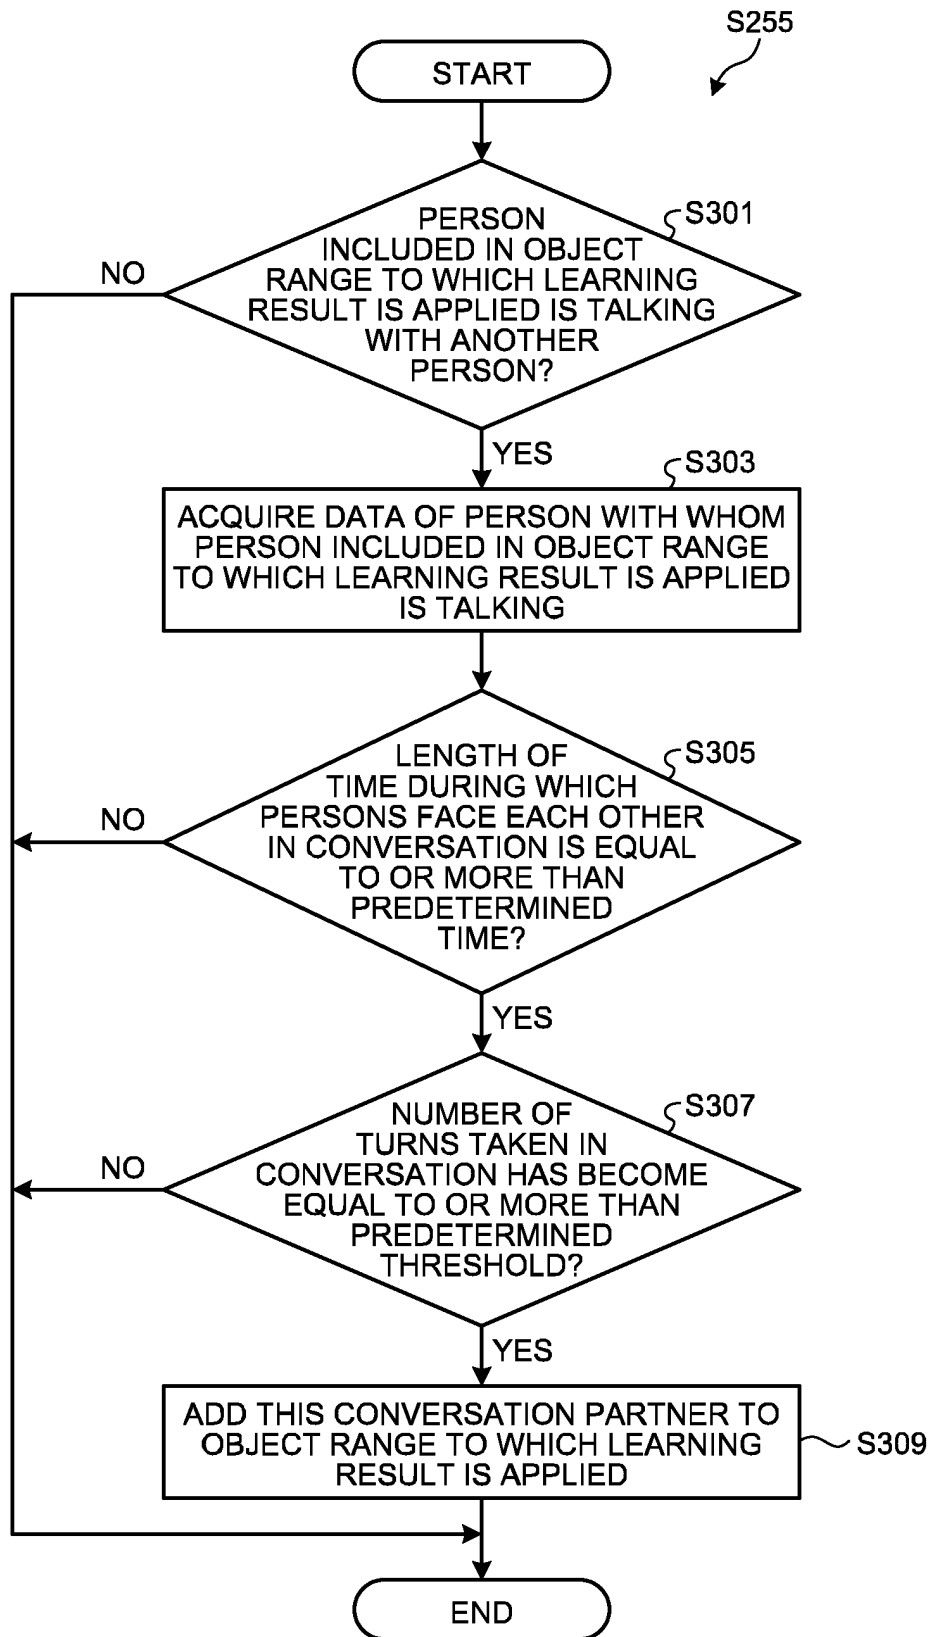 S255
START
S301
PERSON
INCLUDED IN OBJECT
RANGE TO WHICH LEARNING
RESULT IS APPLIED IS TALKING
WITH ANOTHER
PERSON?
NO
YES
S303
ACQUIRE DATA OF PERSON WITH WHOM
PERSON INCLUDED IN OBJECT RANGE
TO WHICH LEARNING RESULT IS APPLIED
IS TALKING
S305
LENGTH OF
TIME DURING WHICH
PERSONS FACE EACH OTHER
IN CONVERSATION IS EQUAL
TO OR MORE THAN
PREDETERMINED
TIME?
NO
YES
S307
NUMBER OF
TURNS TAKEN IN
CONVERSATION HAS BECOME
EQUAL TO OR MORE THAN
PREDETERMINED
THRESHOLD?
NO
YES
ADD THIS CONVERSATION PARTNER TO
OBJECT RANGE TO WHICH LEARNING
RESULT IS APPLIED
S309
END